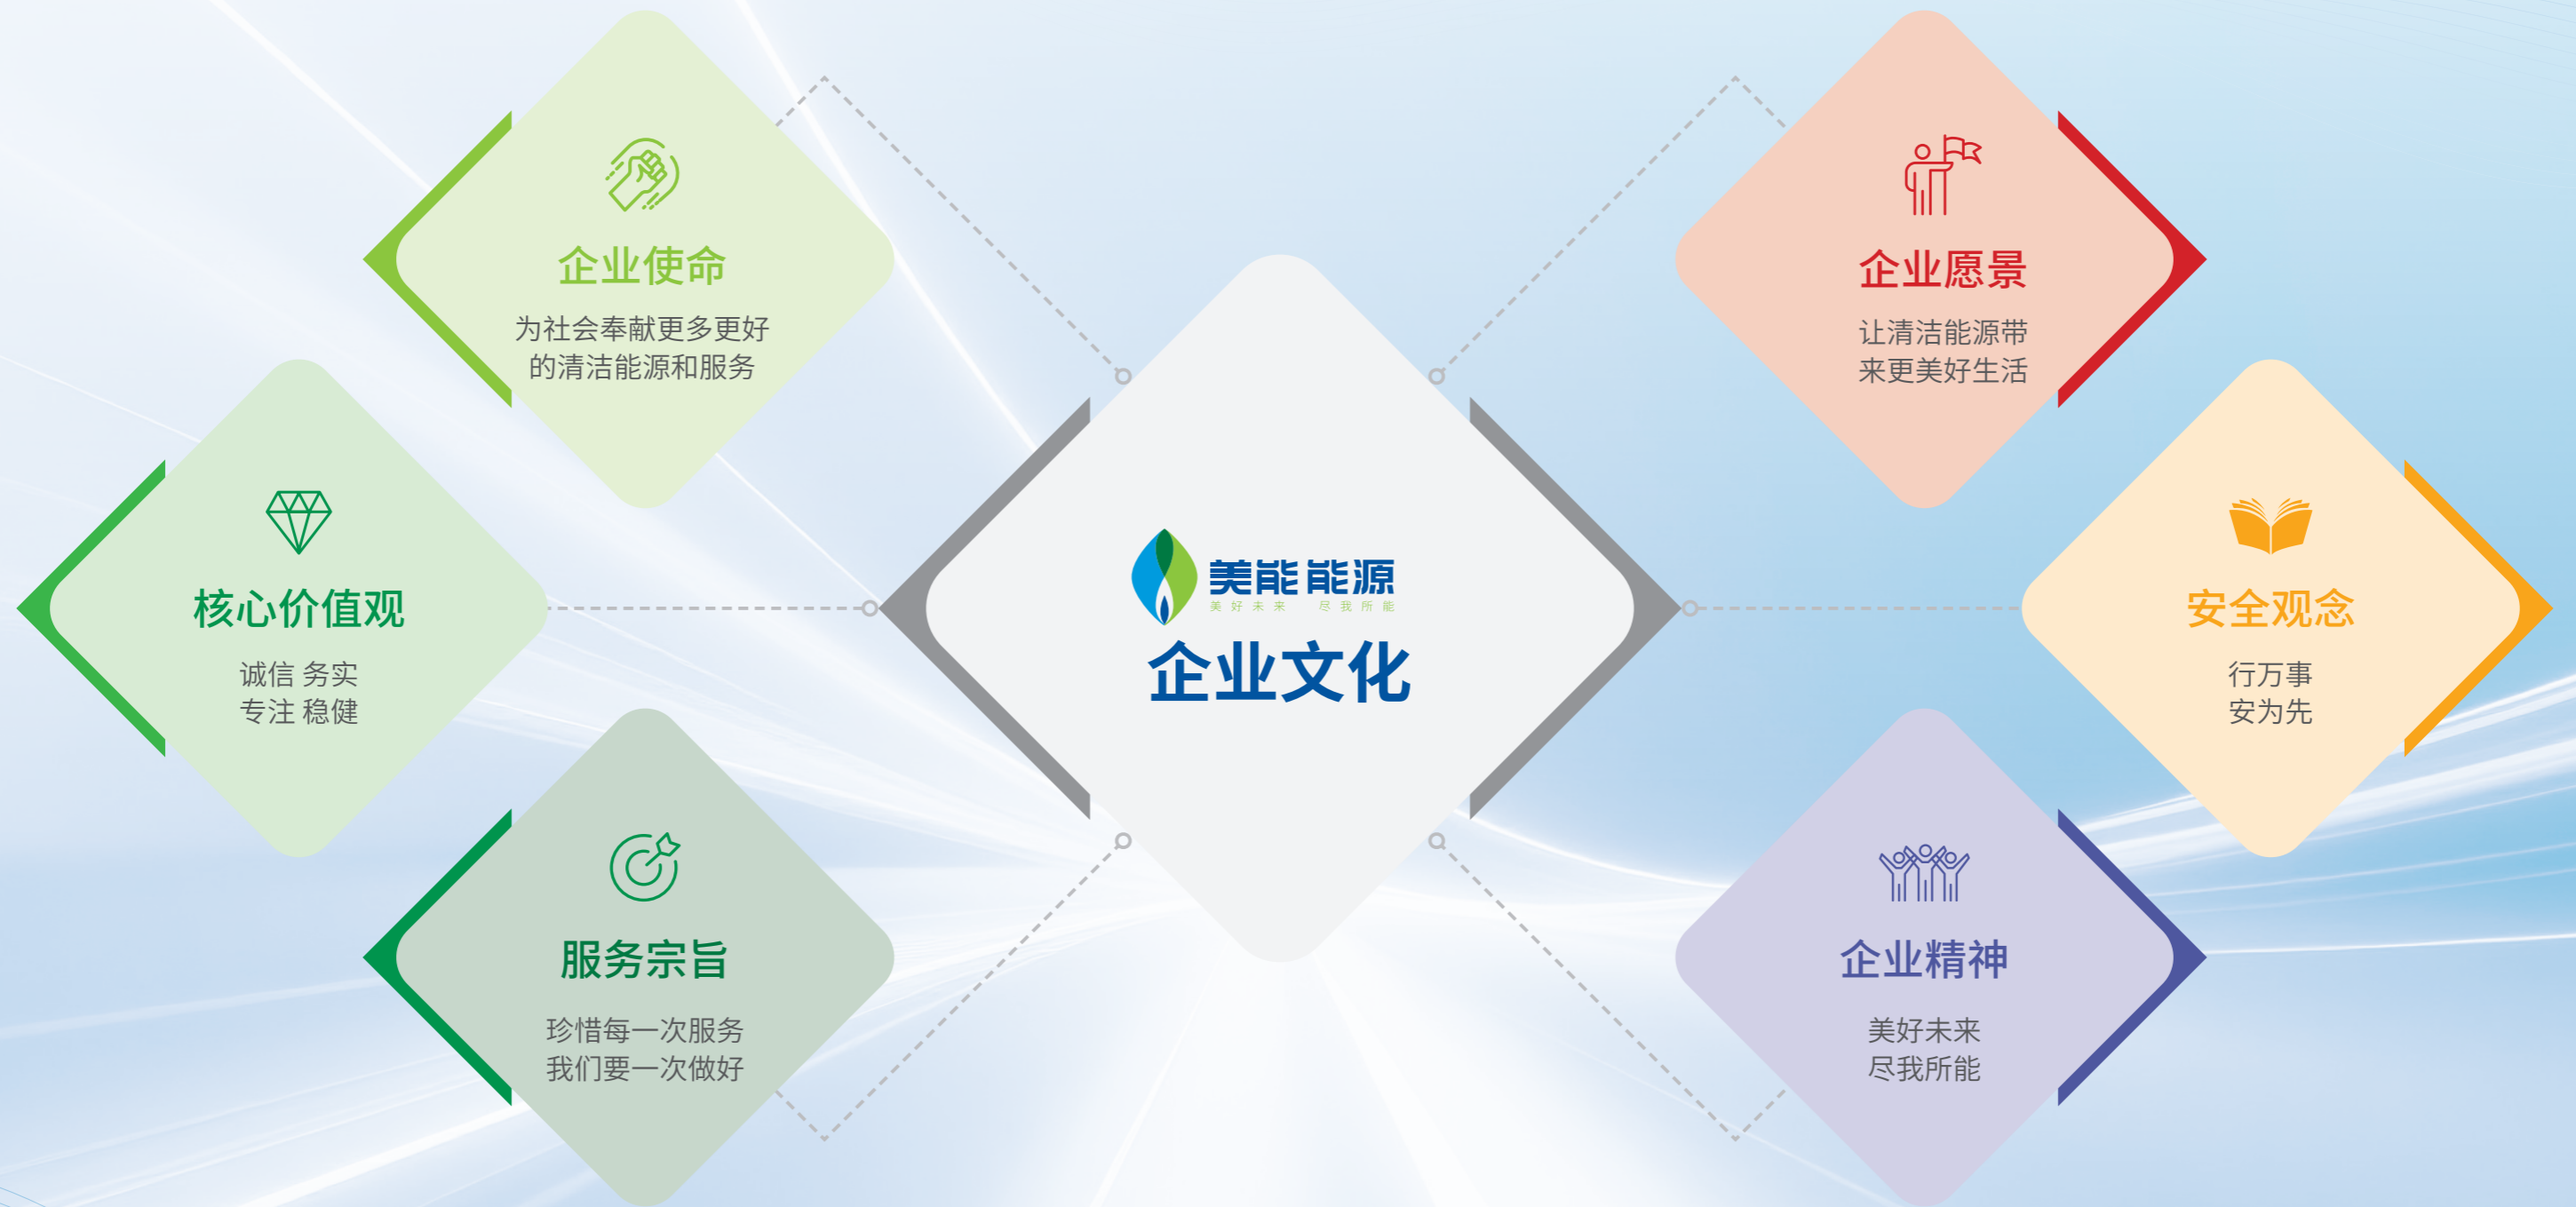 企业使命
为社会奉献更多更好
的清洁能源和服务
核心价值观
诚信 务实
专注 稳健
服务宗旨
珍惜每一次服务
我们要一次做好
美能能源
美好未来 尽我所能
企业文化
企业愿景
让清洁能源带
来更美好生活
安全观念
行万事
安为先
企业精神
美好未来
尽我所能